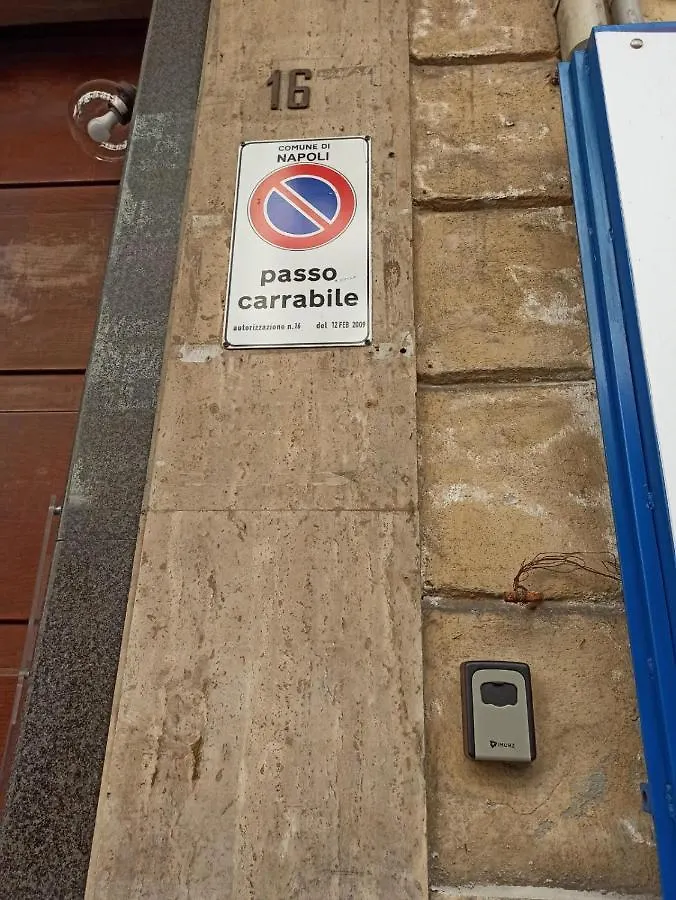 16
COMUNE DI
NAPOLI
passo
carrabile
autorizzazione n. 16 del 12 FEB 2009